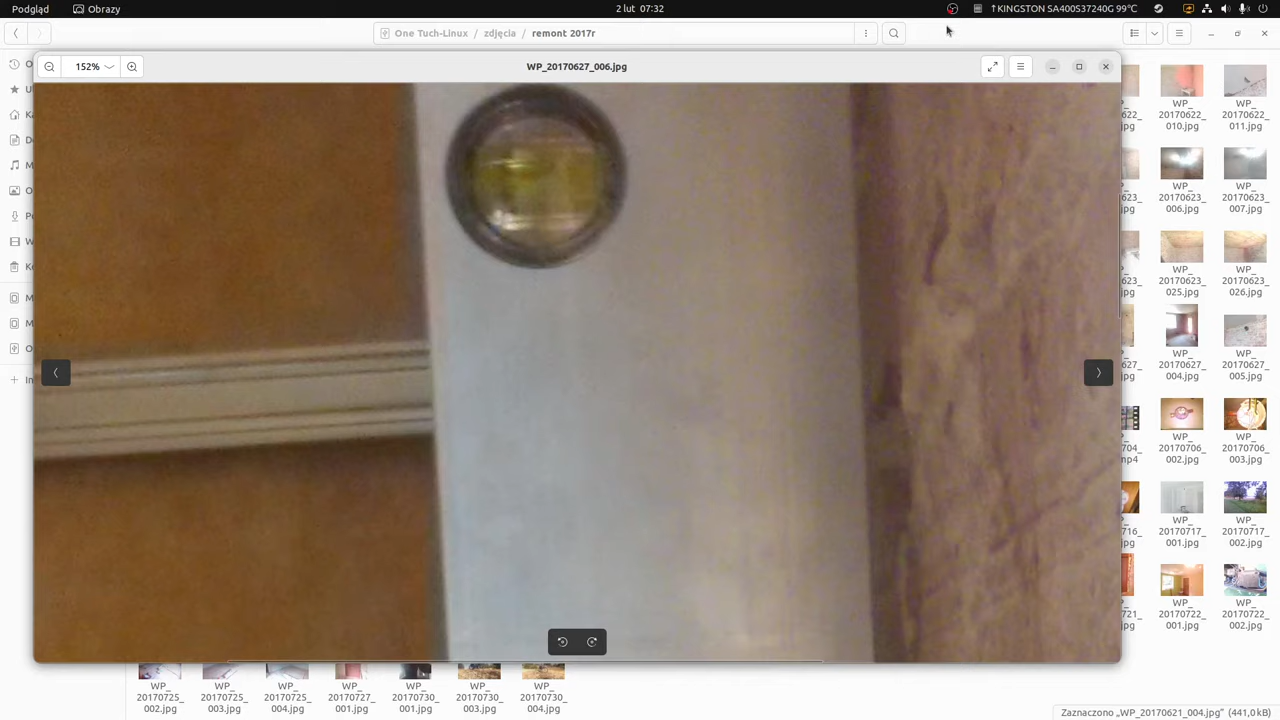 Podgląd
Obrazy
2 lut 07:32
↑KINGSTON SA400S37240G 99°C
One Tuch-Linux / zdjęcia / remont 2017r
152%
WP_20170627_006.jpg
WP_
20170622_
010.jpg
WP_
20170622_
011.jpg
WP_
20170623_
006.jpg
WP_
20170623_
007.jpg
WP_
20170623_
025.jpg
WP_
20170623_
026.jpg
WP_
20170627_
004.jpg
WP_
20170627_
005.jpg
WP_
20170706_
002.jpg
WP_
20170706_
003.jpg
WP_
20170717_
001.jpg
WP_
20170717_
002.jpg
WP_
20170722_
001.jpg
WP_
20170722_
002.jpg
WP_
20170725_
002.jpg
WP_
20170725_
003.jpg
WP_
20170725_
004.jpg
WP_
20170727_
001.jpg
WP_
20170730_
001.jpg
WP_
20170730_
003.jpg
WP_
20170730_
004.jpg
Zaznaczono „WP_20170621_004.jpg” (441,0 kB)